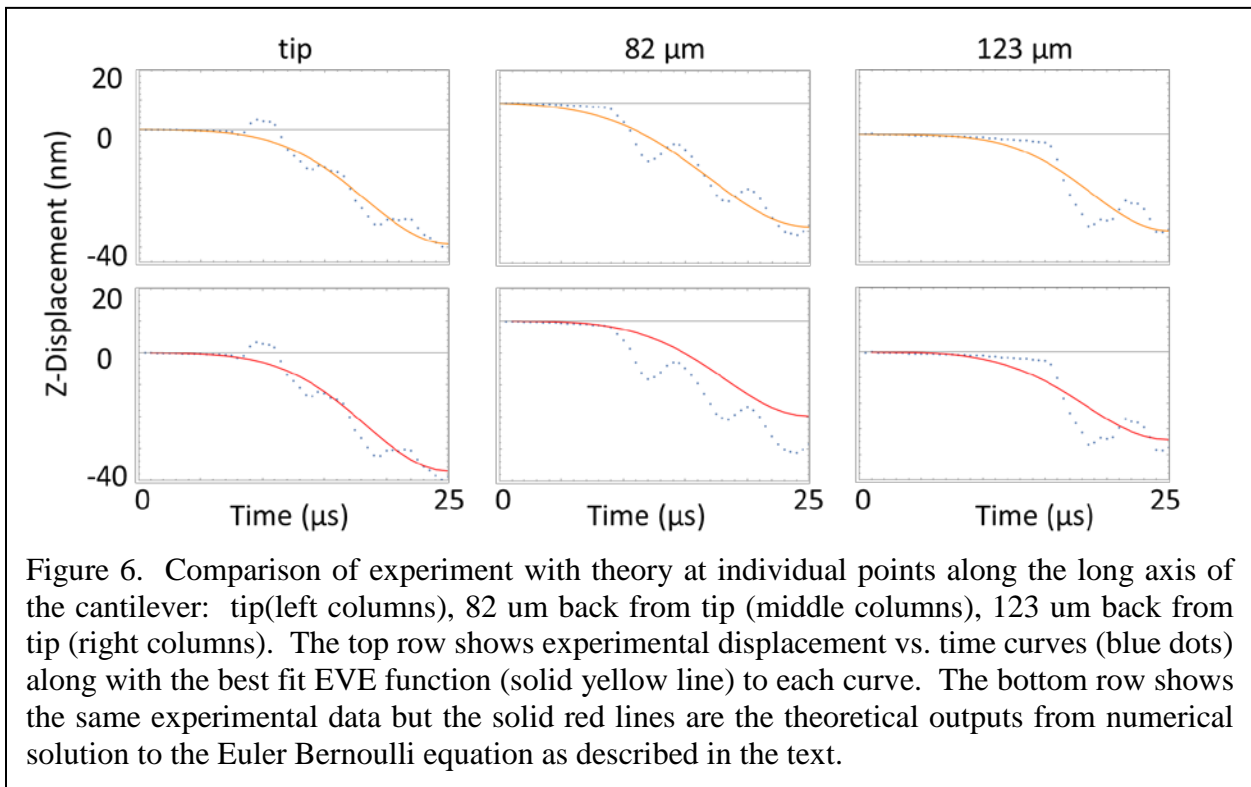 tip
82 µm
123 µm
Z-Displacement (nm)
20
0
-40
20
0
-40
0
25
0
25
0
25
Time (µs)
Time (µs)
Time (µs)
Figure 6. Comparison of experiment with theory at individual points along the long axis of
the cantilever: tip(left columns), 82 um back from tip (middle columns), 123 um back from
tip (right columns). The top row shows experimental displacement vs. time curves (blue dots)
along with the best fit EVE function (solid yellow line) to each curve. The bottom row shows
the same experimental data but the solid red lines are the theoretical outputs from numerical
solution to the Euler Bernoulli equation as described in the text.